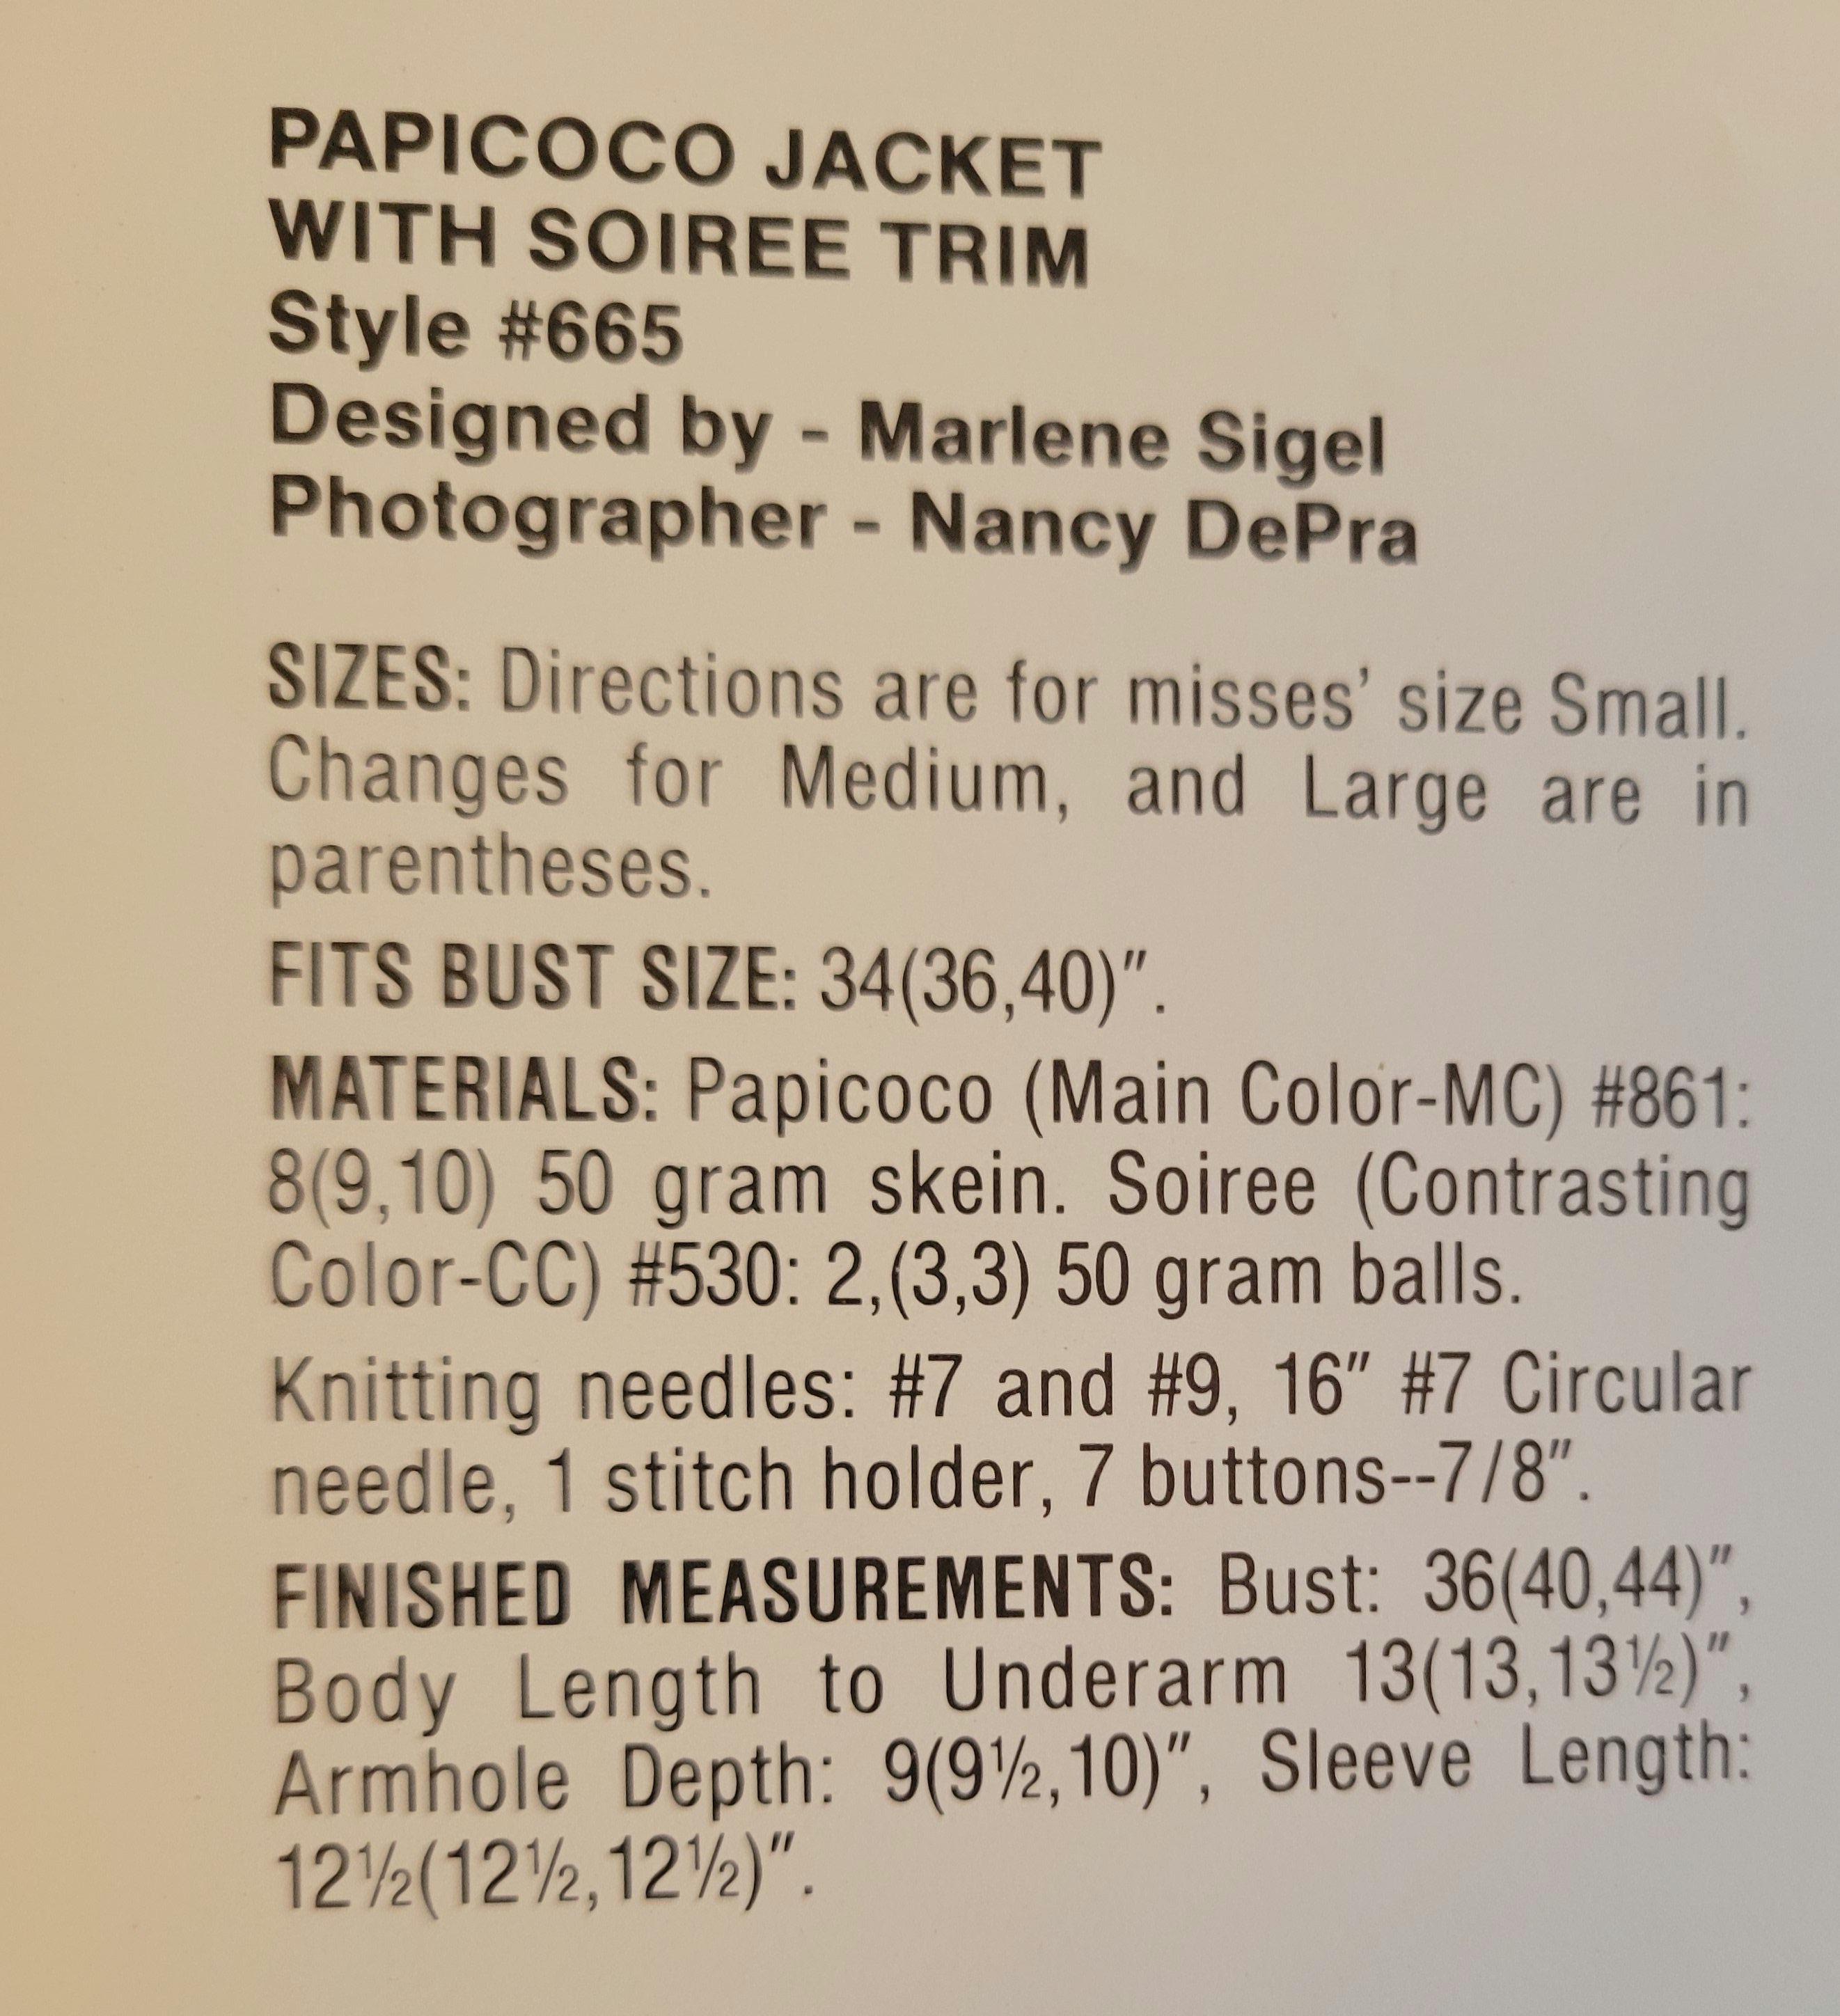 PAPICOCO JACKET
WITH SOIREE TRIM
Style #665
Designed by - Marlene Sigel
Photographer - Nancy DePra
SIZES: Directions are for misses’ size Small.
Changes for Medium, and Large are in
parentheses.
FITS BUST SIZE: 34(36,40)″.
MATERIALS: Papicoco (Main Color-MC) #861:
8(9,10) 50 gram skein. Soiree (Contrasting
Color-CC) #530: 2,(3,3) 50 gram balls.
Knitting needles: #7 and #9, 16″ #7 Circular
needle, 1 stitch holder, 7 buttons--7/8″.
FINISHED MEASUREMENTS: Bust: 36(40,44)″,
Body Length to Underarm 13(13,13½)″,
Armhole Depth: 9(9½,10)″, Sleeve Length:
12½(12½,12½)″.